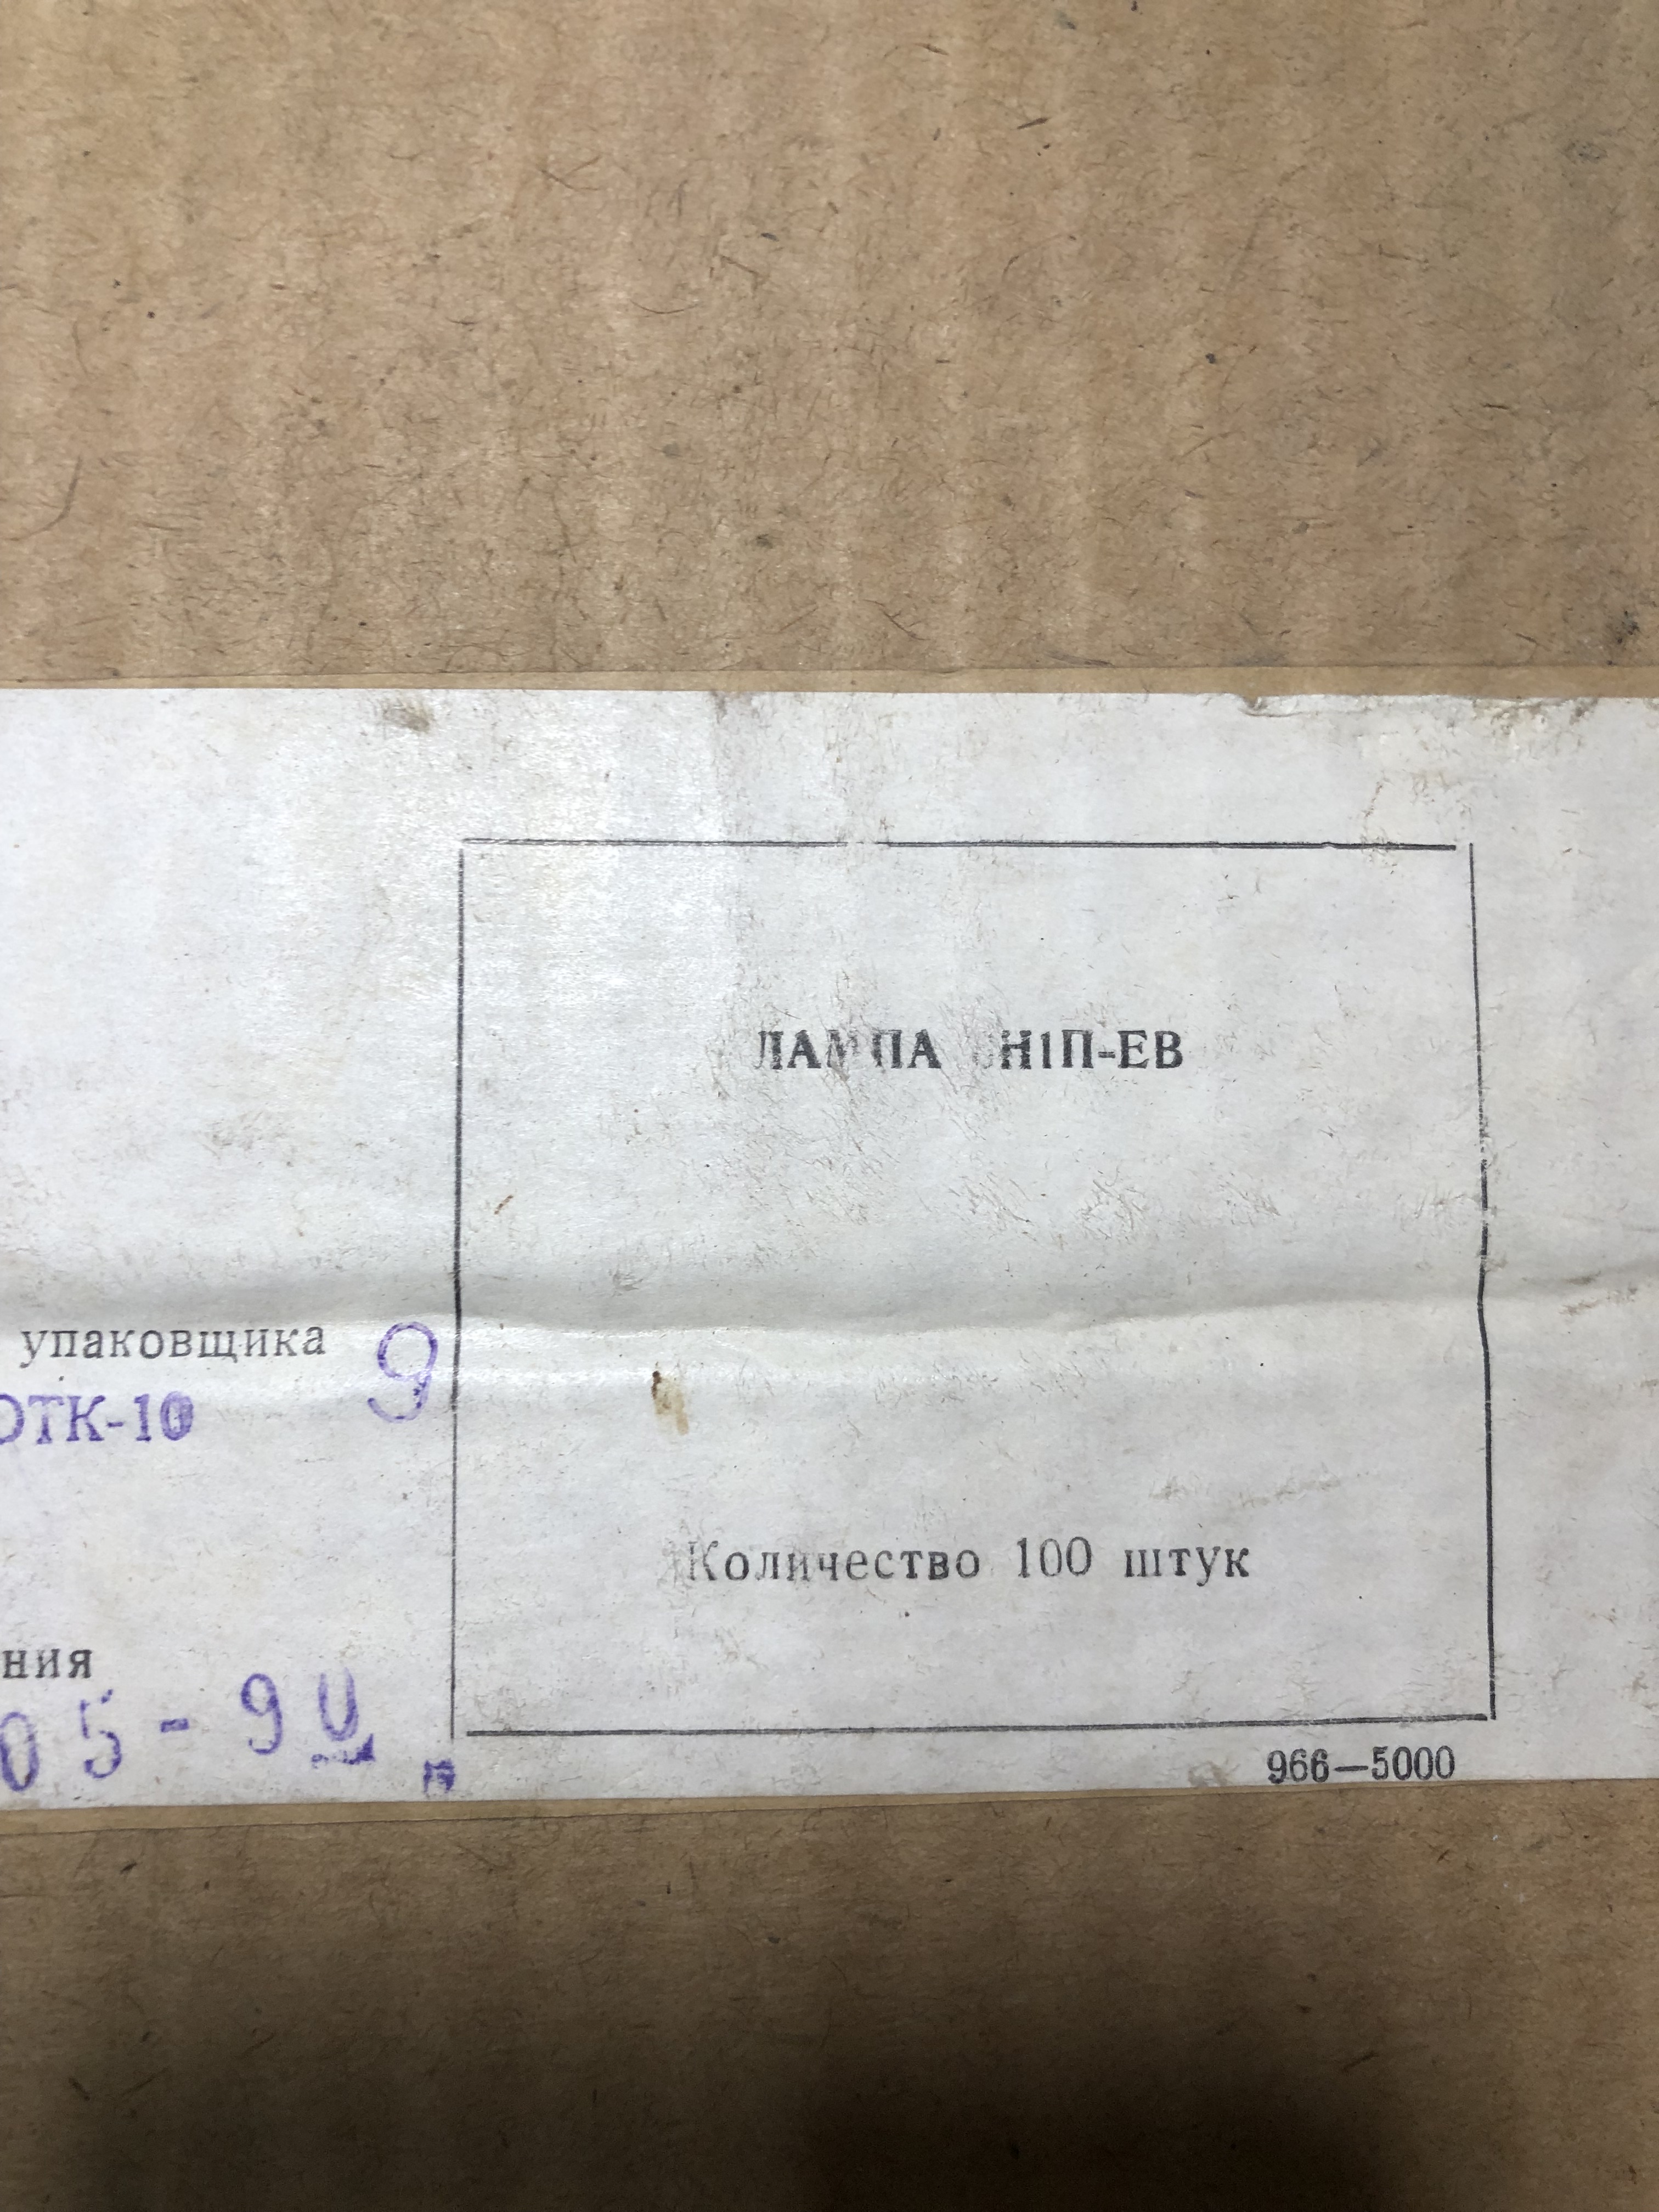 ЛАМПА 6Н1П-ЕВ
упаковщика 9
ОТК-10
Количество 100 штук
ния
05-90
966—5000